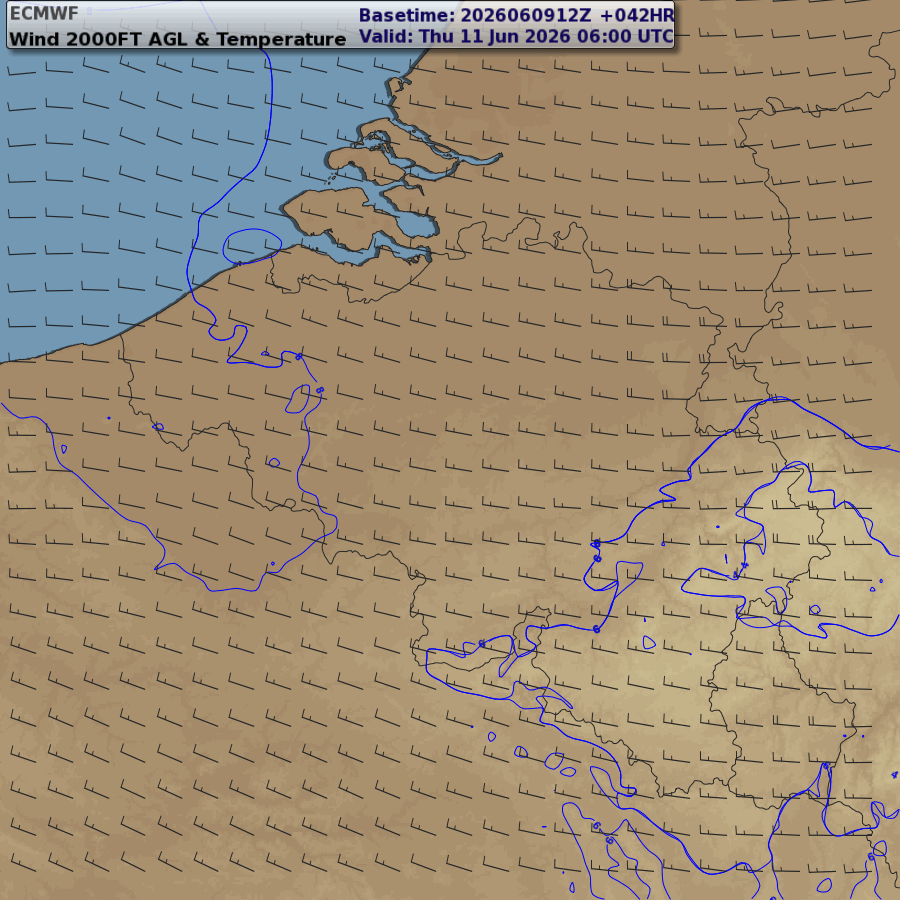 ECMWF
Wind 2000FT AGL & Temperature
Basetime: 2026060912Z +042HR
Valid: Thu 11 Jun 2026 06:00 UTC